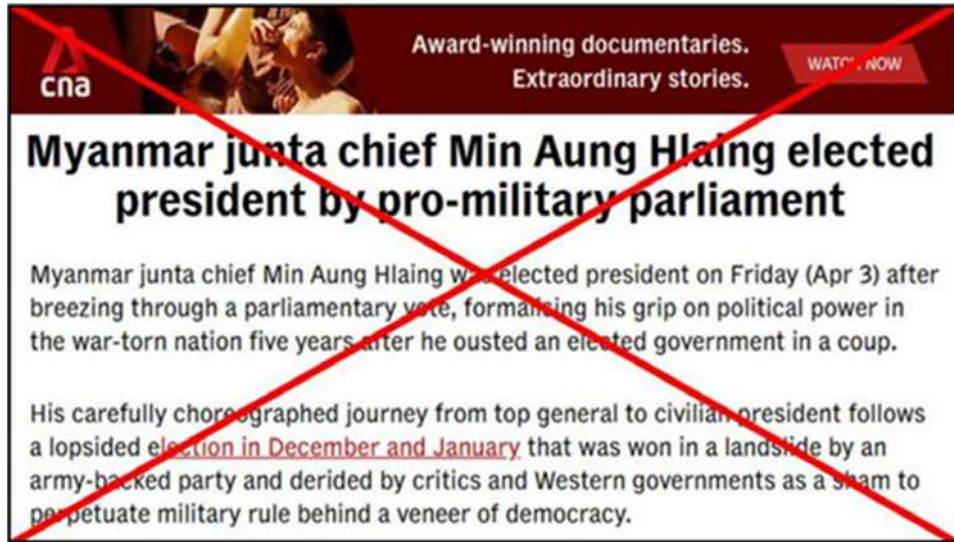 Award-winning documentaries.
Extraordinary stories.
WATCH NOW
cna
Myanmar junta chief Min Aung Hlaing elected
president by pro-military parliament
Myanmar junta chief Min Aung Hlaing was elected president on Friday (Apr 3) after
breezing through a parliamentary vote, formalising his grip on political power in
the war-torn nation five years after he ousted an elected government in a coup.
His carefully choreographed journey from top general to civilian president follows
a lopsided election in December and January that was won in a landslide by an
army-backed party and derided by critics and Western governments as a sham to
perpetuate military rule behind a veneer of democracy.